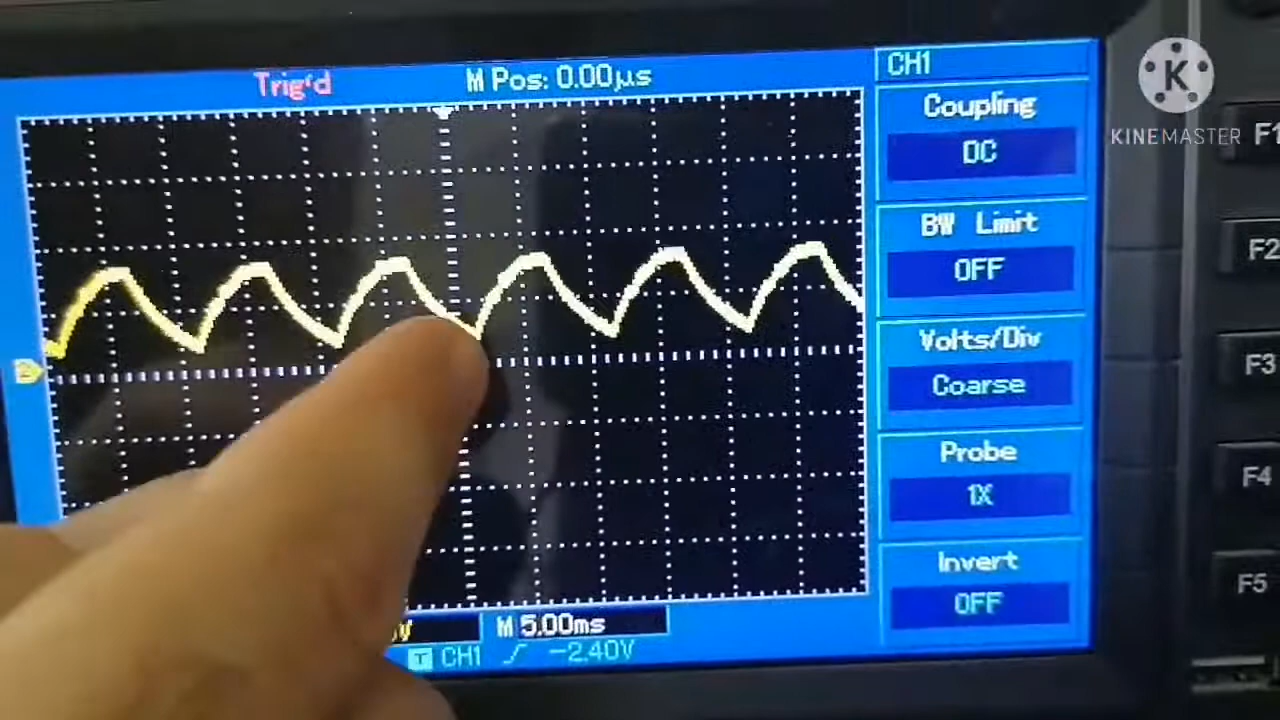 Trig'd
M Pos: 0.00µs
CH1
Coupling
DC
BW Limit
OFF
Volts/Div
Coarse
Probe
1X
Invert
OFF
M 5.00ms
T CH1 -2.40V
K
KINEMASTER
F1
F2
F3
F4
F5